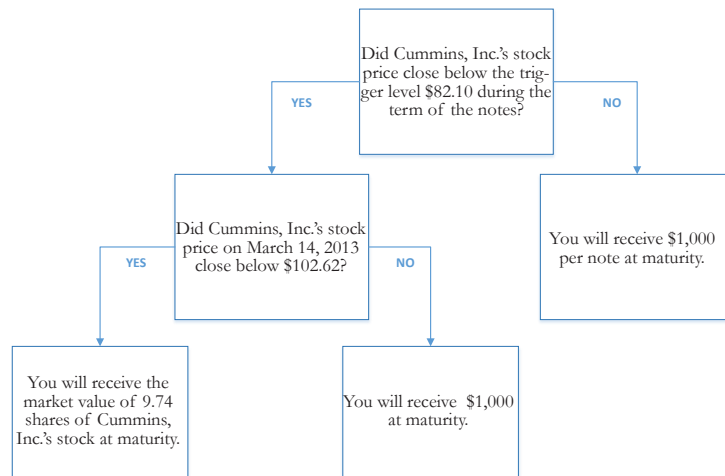 Did Cummins, Inc.'s stock
price close below the trig-
ger level $82.10 during the
term of the notes?
YES
NO
Did Cummins, Inc.'s stock
price on March 14, 2013
close below $102.62?
You will receive $1,000
per note at maturity.
YES
NO
You will receive the
market value of 9.74
shares of Cummins,
Inc.'s stock at maturity.
You will receive $1,000
at maturity.